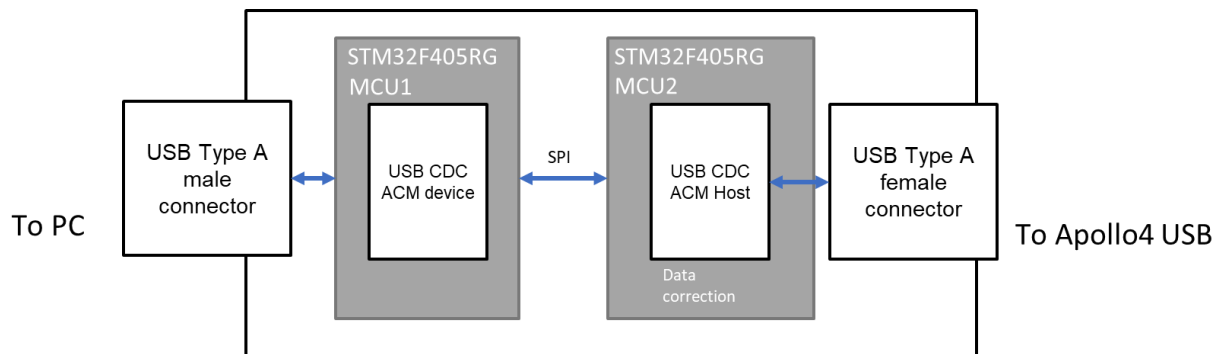 To PC
USB Type A
male
connector
STM32F405RG
MCU1
USB CDC
ACM device
SPI
STM32F405RG
MCU2
USB CDC
ACM Host
Data
correction
USB Type A
female
connector
To Apollo4 USB